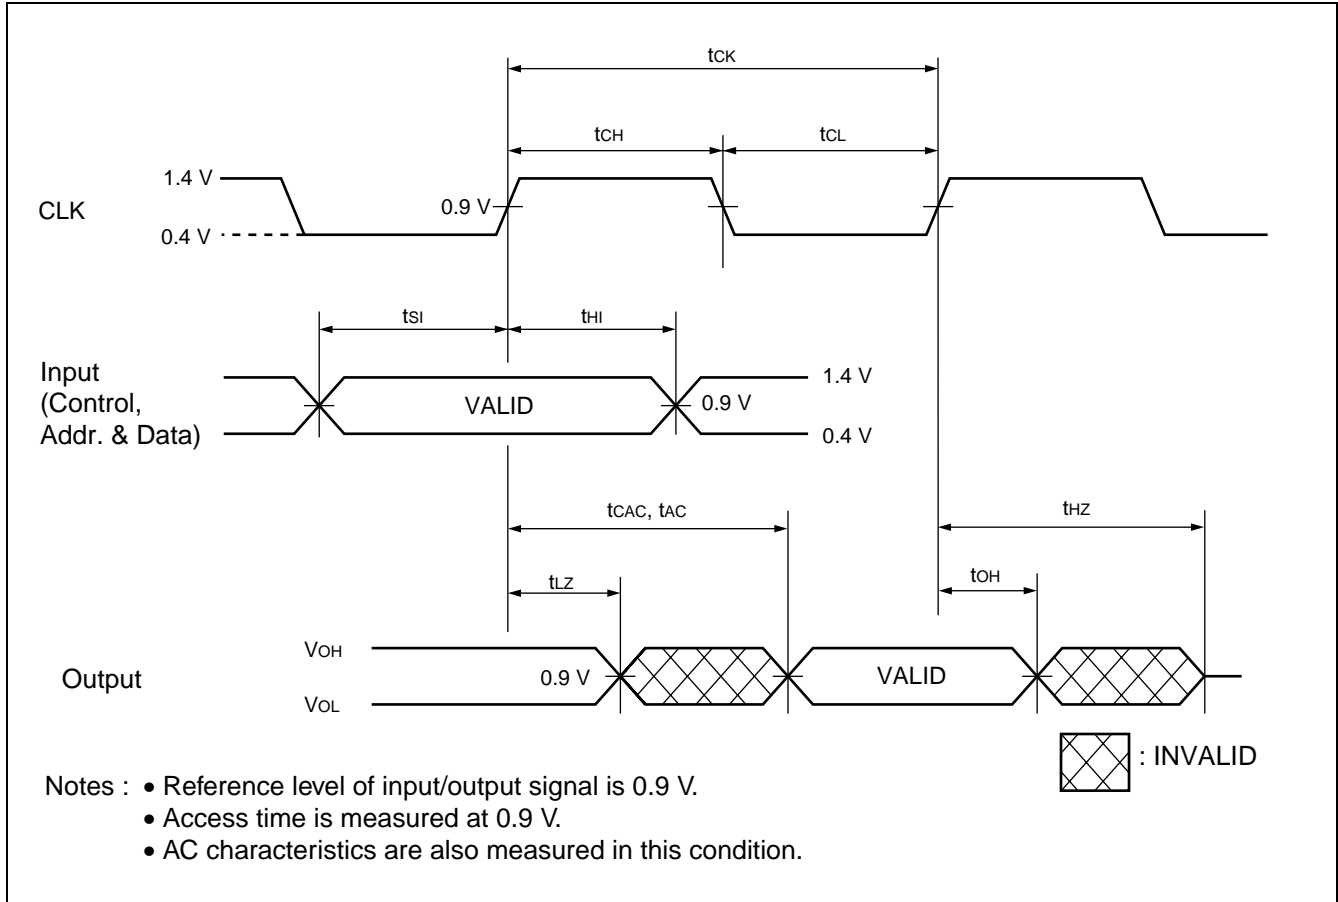 tCK
tCH
tCL
1.4 V
CLK
0.9 V
0.4 V
tSI
tHI
Input
(Control,
Addr. & Data)
VALID
1.4 V
0.9 V
0.4 V
tCAC, tAC
tHZ
tLZ
tOH
VOH
Output
0.9 V
VALID
VOL
: INVALID
Notes : • Reference level of input/output signal is 0.9 V.
• Access time is measured at 0.9 V.
• AC characteristics are also measured in this condition.